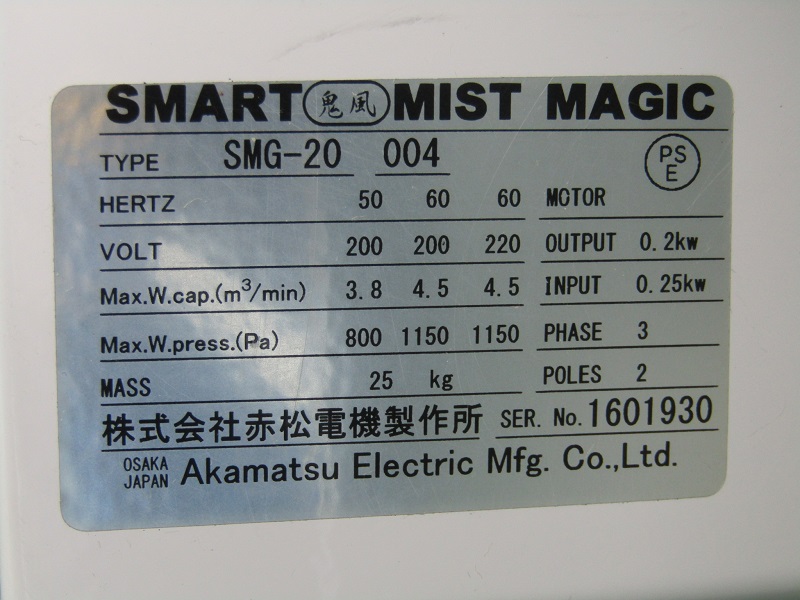 SMART 鬼風 MIST MAGIC
TYPE SMG-20 004 PS E
HERTZ 50 60 60 MOTOR
VOLT 200 200 220 OUTPUT 0.2kw
Max.W.cap.(m³/min) 3.8 4.5 4.5 INPUT 0.25kw
Max.W.press.(Pa) 800 1150 1150 PHASE 3
MASS 25 kg POLES 2
株式会社赤松電機製作所 SER. No. 1601930
OSAKA JAPAN Akamatsu Electric Mfg. Co.,Ltd.